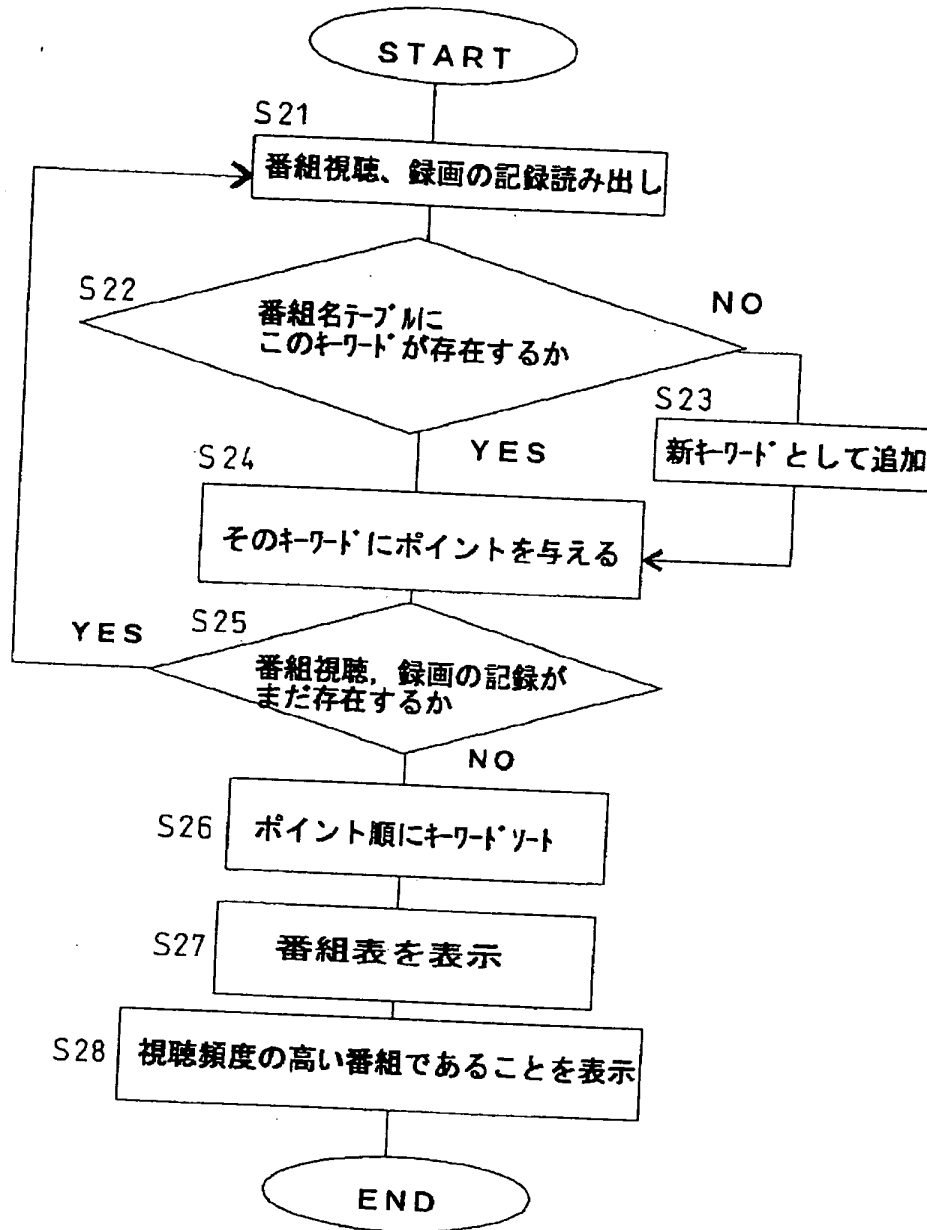 START
S21
番組視聴、録画の記録読み出し
S22
番組名テーブルに
このキーワードが存在するか
NO
S23
新キーワードとして追加
YES
S24
そのキーワードにポイントを与える
S25
YES
番組視聴，録画の記録が
まだ存在するか
NO
S26
ポイント順にキーワードソート
S27
番組表を表示
S28
視聴頻度の高い番組であることを表示
END